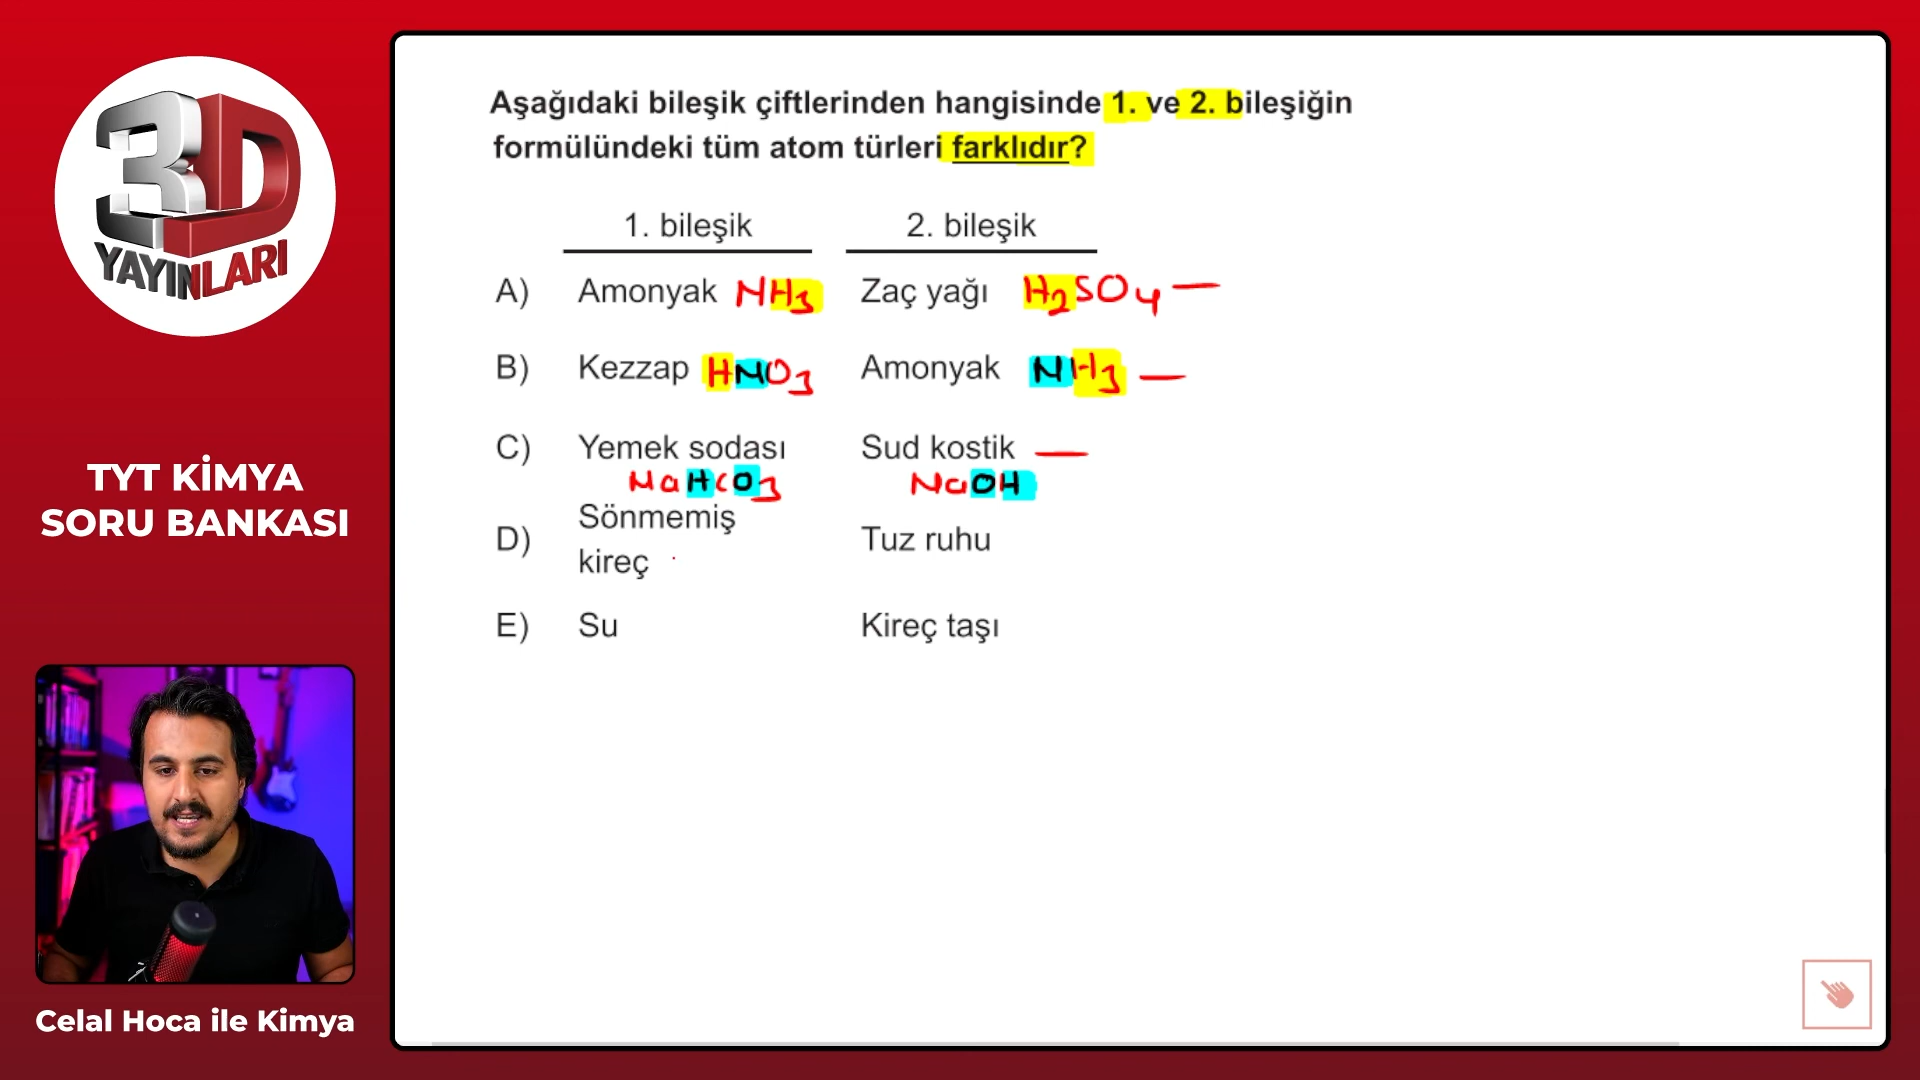 3D
YAYINLARI
TYT KİMYA
SORU BANKASI
Celal Hoca ile Kimya
Aşağıdaki bileşik çiftlerinden hangisinde 1. ve 2. bileşiğin
formülündeki tüm atom türleri farklıdır?
1. bileşik 2. bileşik
A) Amonyak NH3 Zaç yağı H2SO4
B) Kezzap HNO3 Amonyak NH3
C) Yemek sodası Sud kostik
NaHCO3 NaOH
D) Sönmemiş kireç Tuz ruhu
E) Su Kireç taşı